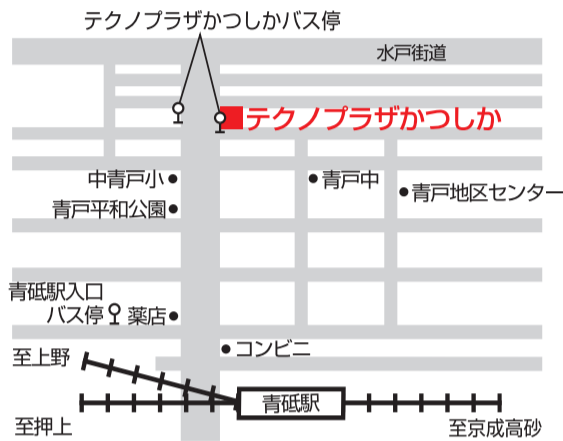 テクノプラザかつしかバス停
水戸街道
テクノプラザかつしか
中青戸小
青戸中
青戸平和公園
青戸地区センター
青砥駅入口
バス停
薬店
コンビニ
至上野
青砥駅
至押上
至京成高砂